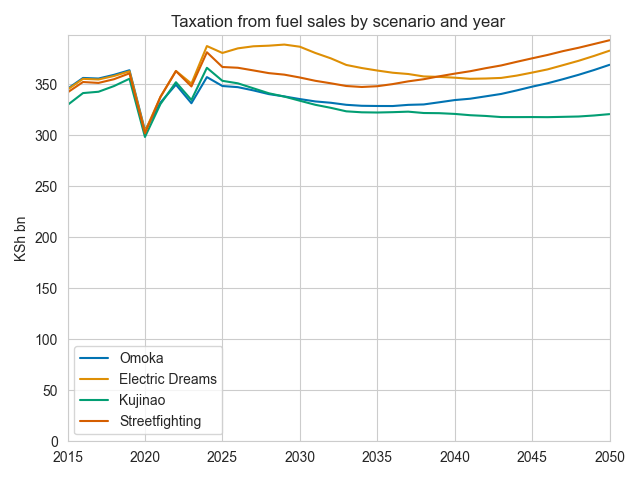 Taxation from fuel sales by scenario and year
KSh bn
350
300
250
200
150
100
50
0
Omoka
Electric Dreams
Kujinao
Streetfighting
2015 2020 2025 2030 2035 2040 2045 2050